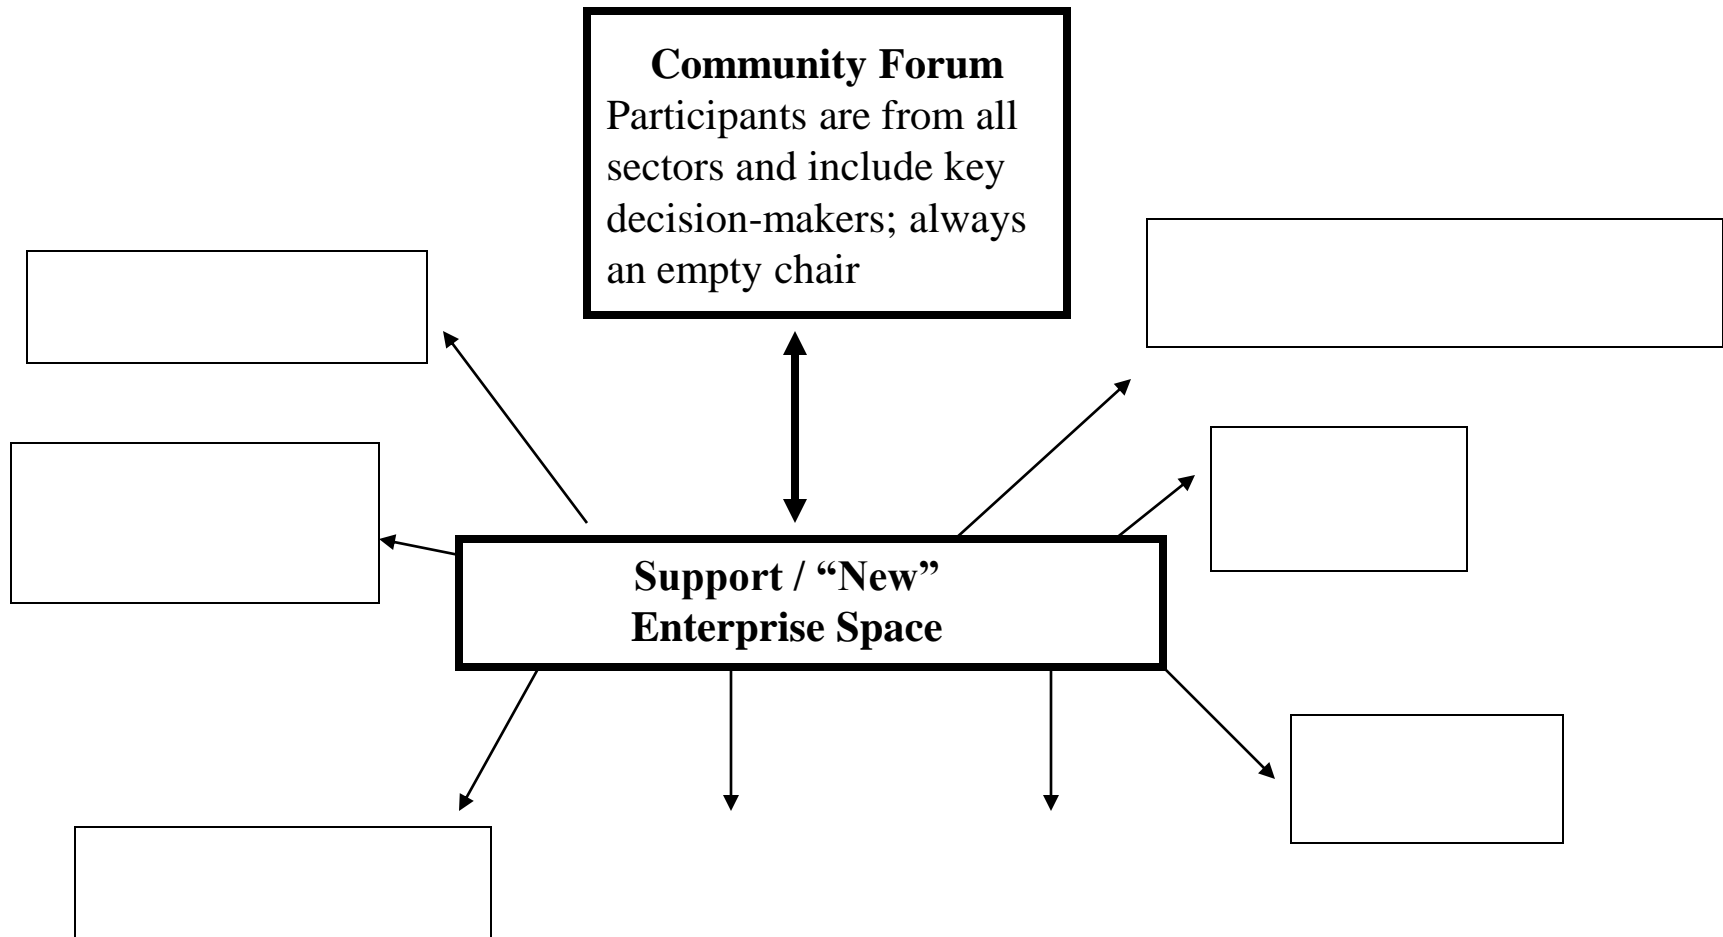 Community Forum
Participants are from all
sectors and include key
decision-makers; always
an empty chair
Support / “New”
Enterprise Space